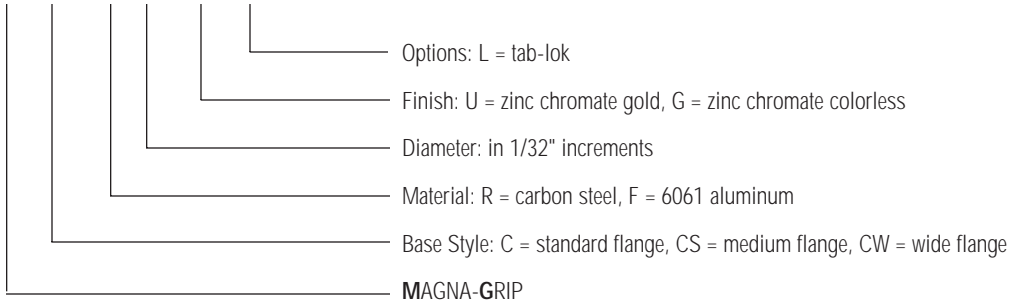 Options: L = tab-lok
Finish: U = zinc chromate gold, G = zinc chromate colorless
Diameter: in 1/32" increments
Material: R = carbon steel, F = 6061 aluminum
Base Style: C = standard flange, CS = medium flange, CW = wide flange
MAGNA-GRIP